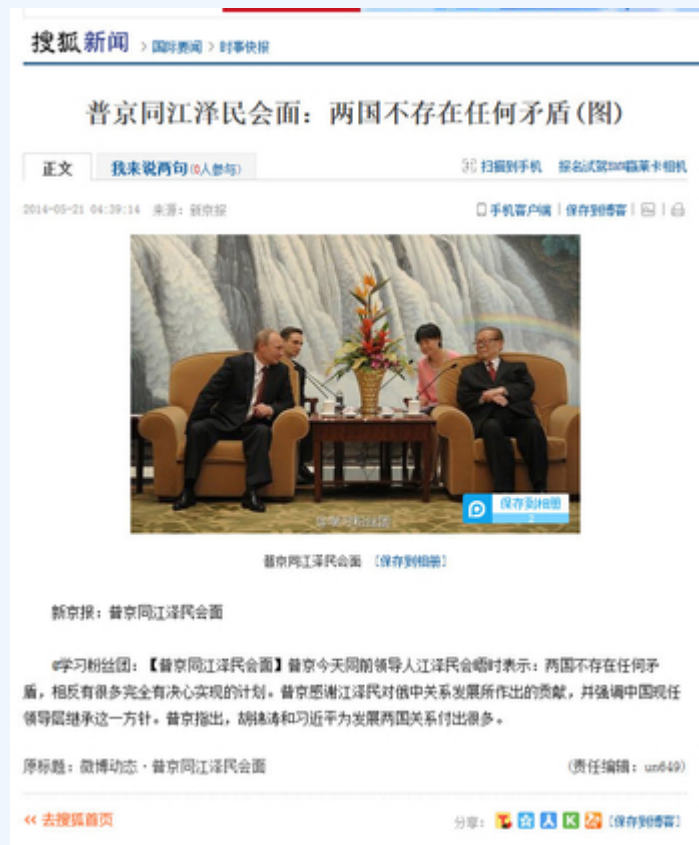 搜狐新闻 > 国际要闻 > 时事快报
普京同江泽民会面：两国不存在任何矛盾(图)
正文 我来说两句(0人参与) 扫描到手机
2014-05-21 04:39:14 来源：新京报 手机客户端 | 保存到博客 |
@学习粉丝团
保存到相册
普京同江泽民会面 [保存到相册]
新京报：普京同江泽民会面
@学习粉丝团：【普京同江泽民会面】普京今天同前领导人江泽民会晤时表示：两国不存在任何矛
盾，相反有很多完全有决心实现的计划。普京感谢江泽民对俄中关系发展所作出的贡献，并强调中国现任
领导层继承这一方针。普京指出，胡锦涛和习近平为发展两国关系付出很多。
原标题：微博动态·普京同江泽民会面 (责任编辑：un649)
<< 去搜狐首页 分享： [保存到博客]